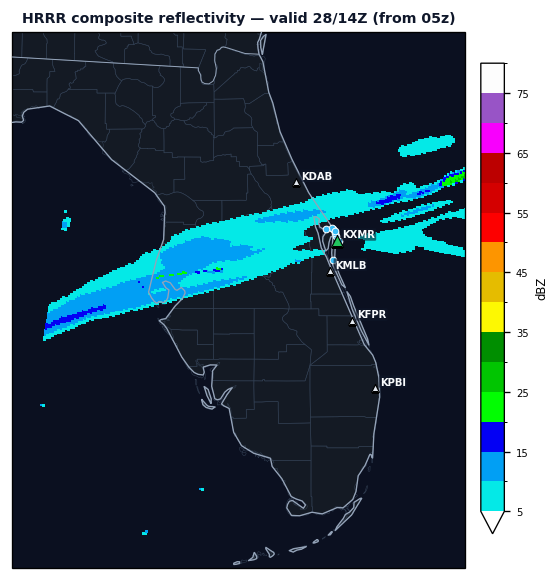 HRRR composite reflectivity — valid 28/14Z (from 05z)
KDAB
KXMR
KMLB
KFPR
KPBI
75
65
55
45
35
25
15
5
dBZ